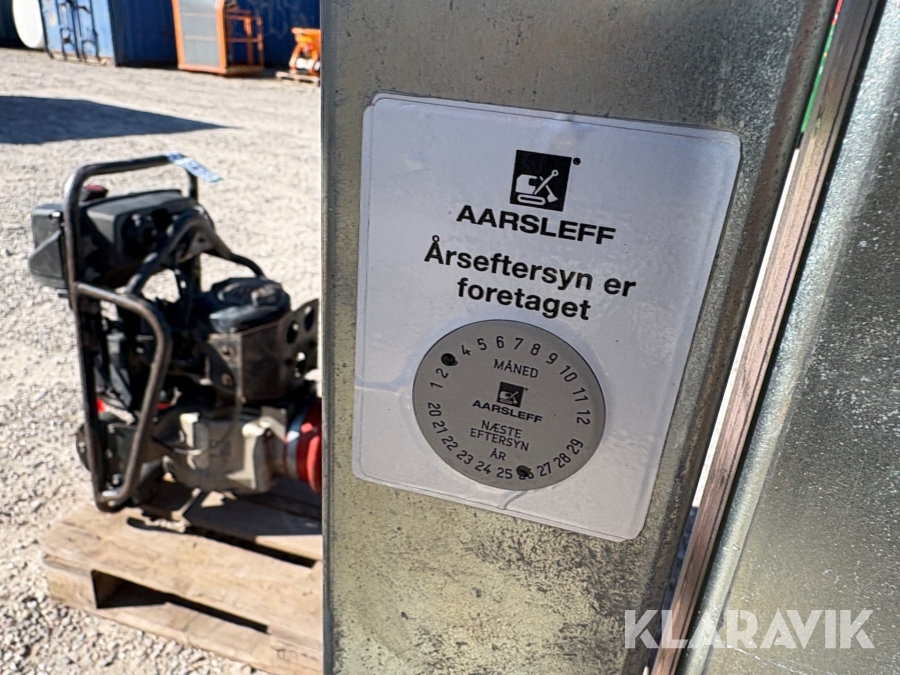 AARSLEFF
Årseftersyn er
foretaget
1 2 4 5 6 7 8 9 10 11 12
MÅNED
AARSLEFF
NÆSTE
EFTERSYN
ÅR
20 21 22 23 24 25 26 27 28 29
KLARAVIK